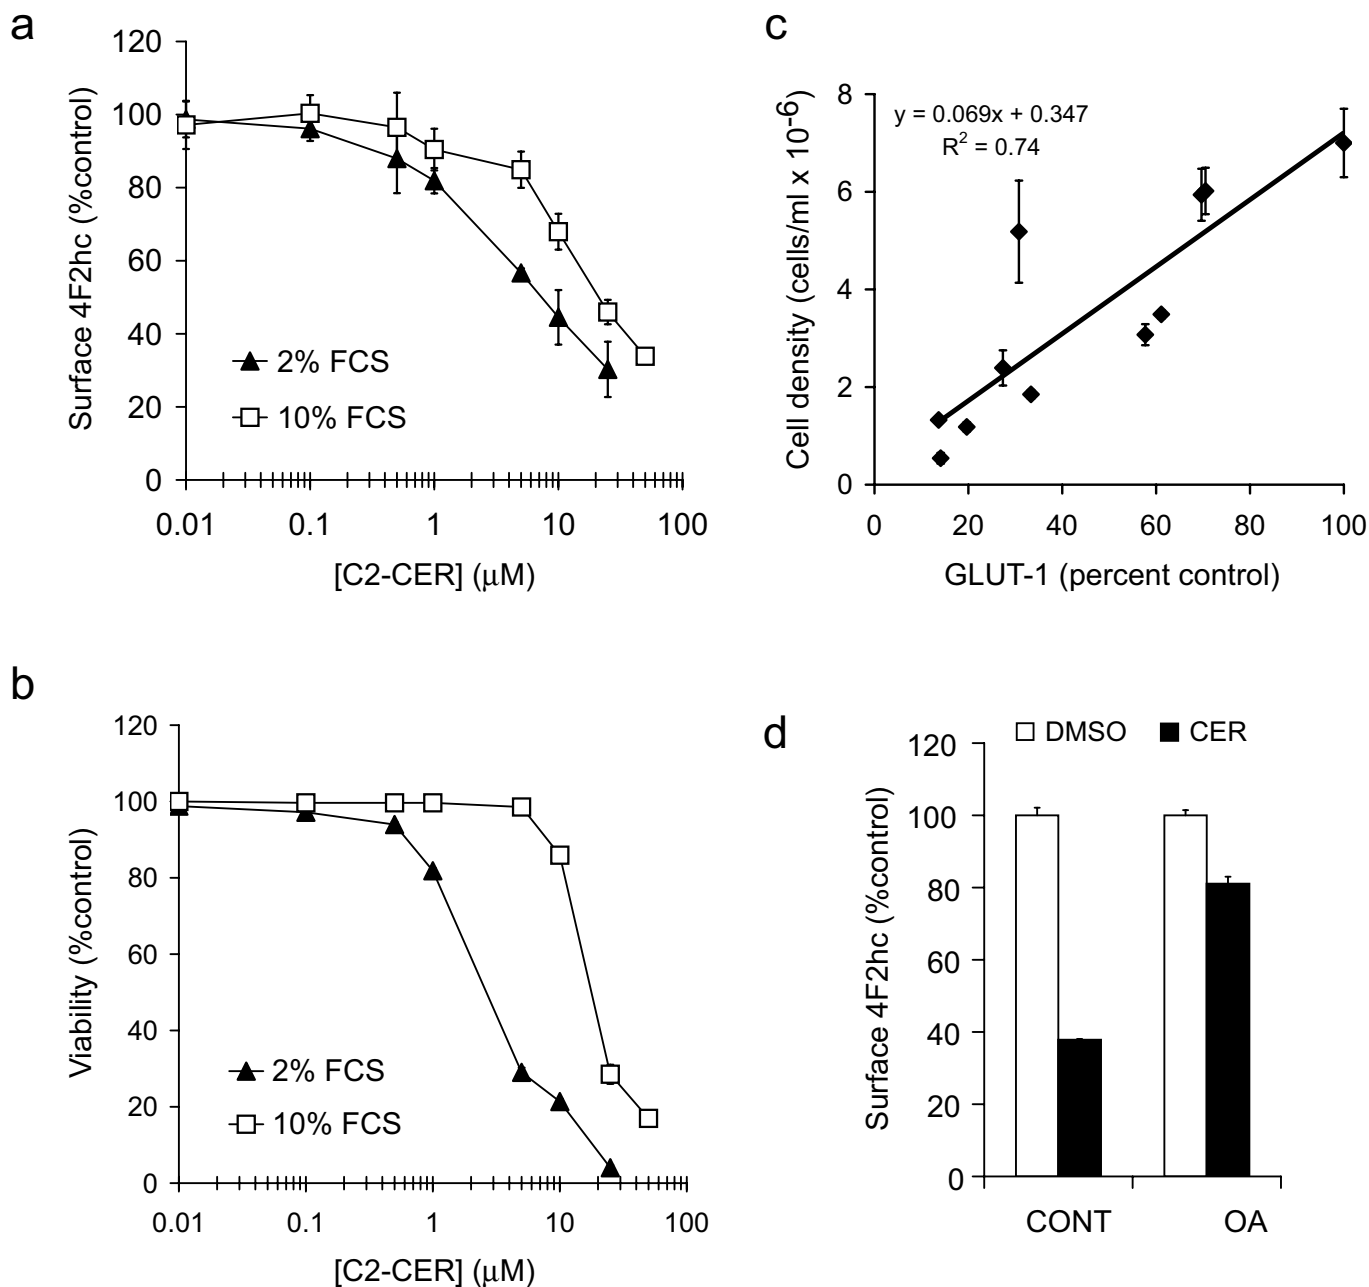 a
120
100
80
60
40
20
0
Surface 4F2hc (%control)
2% FCS
10% FCS
0.01 0.1 1 10 100
[C2-CER] (μM)
c
8
6
4
2
0
Cell density (cells/ml x 10⁻⁶)
y = 0.069x + 0.347
R² = 0.74
0 20 40 60 80 100
GLUT-1 (percent control)
b
120
100
80
60
40
20
0
Viability (%control)
2% FCS
10% FCS
0.01 0.1 1 10 100
[C2-CER] (μM)
d
DMSO CER
120
100
80
60
40
20
0
Surface 4F2hc (%control)
CONT OA